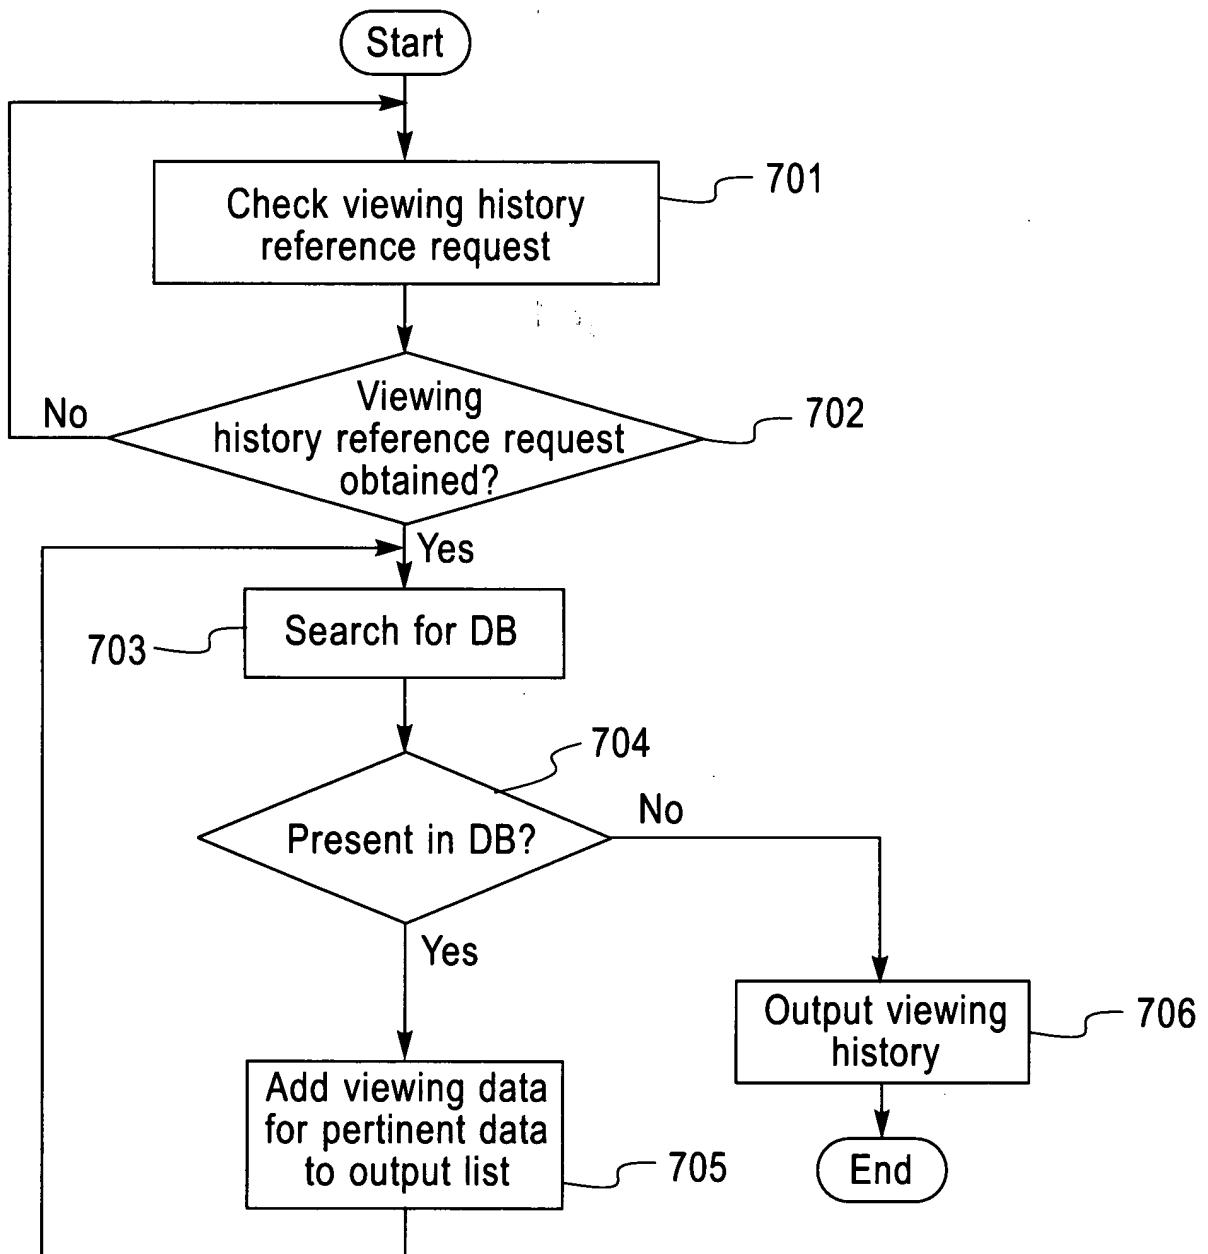 Start
701
Check viewing history
reference request
No
Viewing
history reference request
obtained?
702
Yes
703
Search for DB
704
Present in DB?
No
Yes
Output viewing
history
706
Add viewing data
for pertinent data
to output list
705
End